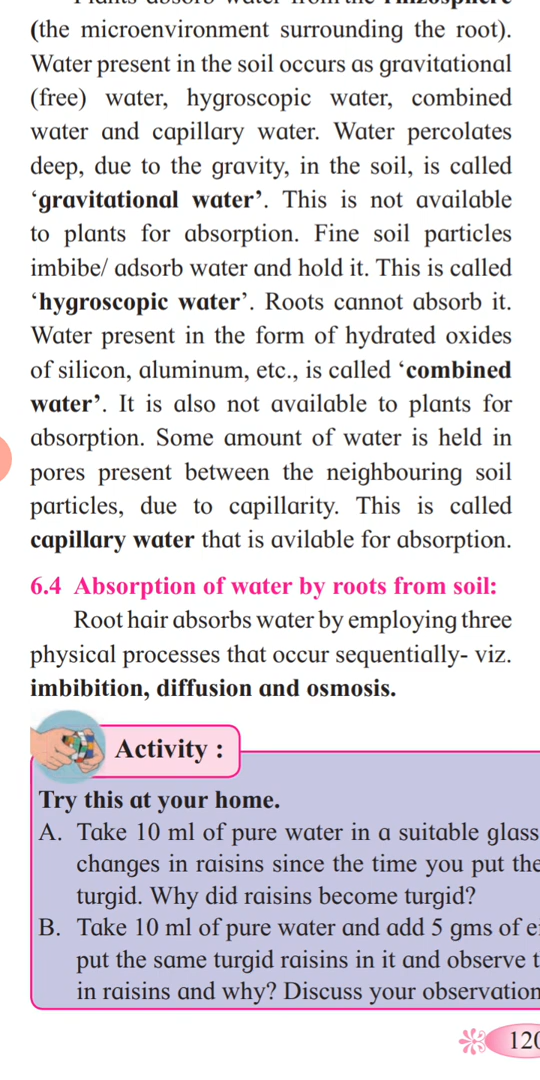 (the microenvironment surrounding the root).
Water present in the soil occurs as gravitational
(free) water, hygroscopic water, combined
water and capillary water. Water percolates
deep, due to the gravity, in the soil, is called
‘gravitational water’. This is not available
to plants for absorption. Fine soil particles
imbibe/ adsorb water and hold it. This is called
‘hygroscopic water’. Roots cannot absorb it.
Water present in the form of hydrated oxides
of silicon, aluminum, etc., is called ‘combined
water’. It is also not available to plants for
absorption. Some amount of water is held in
pores present between the neighbouring soil
particles, due to capillarity. This is called
capillary water that is avilable for absorption.
6.4 Absorption of water by roots from soil:
Root hair absorbs water by employing three
physical processes that occur sequentially- viz.
imbibition, diffusion and osmosis.
Activity :
Try this at your home.
A. Take 10 ml of pure water in a suitable glass
changes in raisins since the time you put the
turgid. Why did raisins become turgid?
B. Take 10 ml of pure water and add 5 gms of
put the same turgid raisins in it and observe
in raisins and why? Discuss your observation